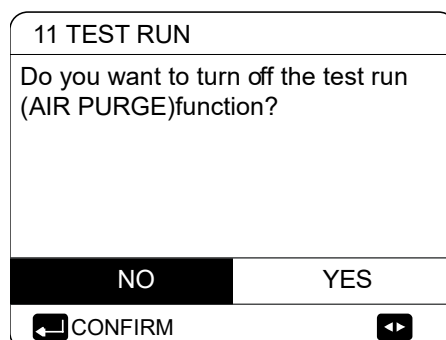 11 TEST RUN
Do you want to turn off the test run
(AIR PURGE)function?
NO YES
CONFIRM